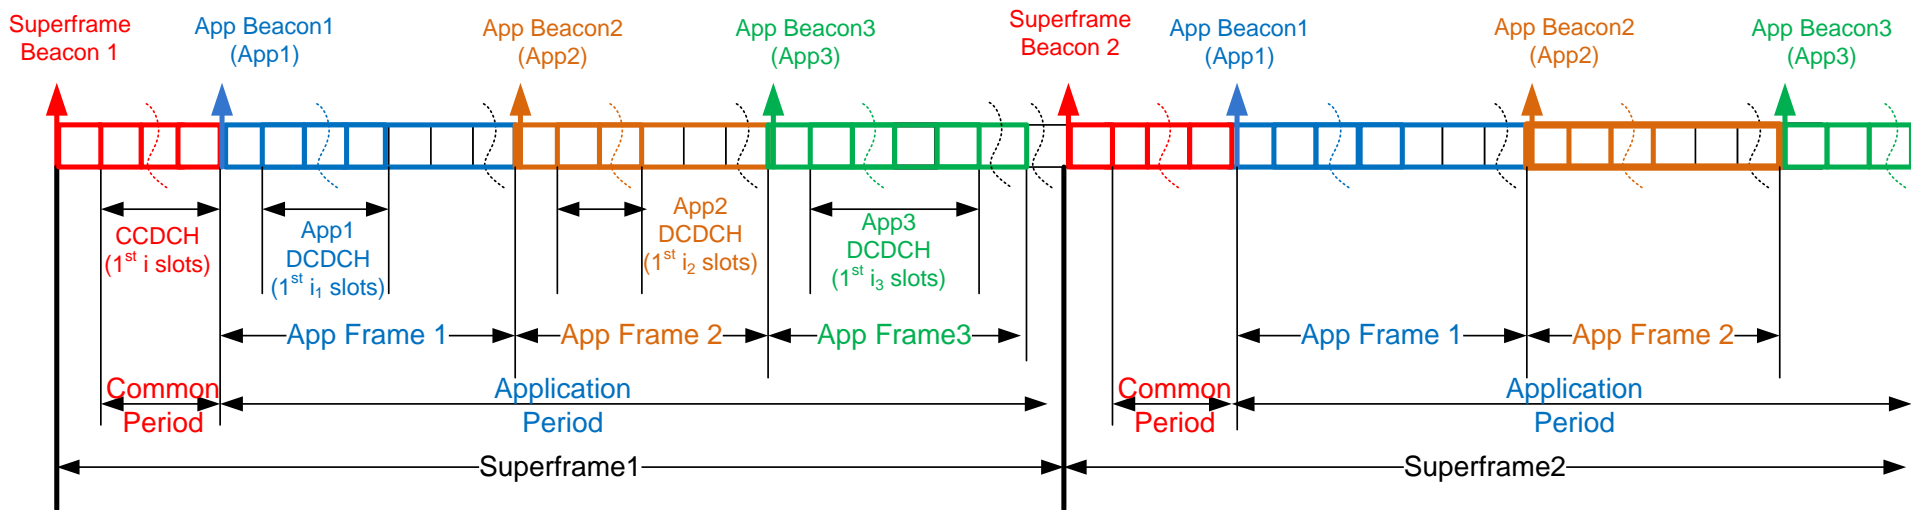 Superframe
Beacon 1
App Beacon1
(App1)
App Beacon2
(App2)
App Beacon3
(App3)
Superframe
Beacon 2
App Beacon1
(App1)
App Beacon2
(App2)
App Beacon3
(App3)
CCDCH
(1st i slots)
App1
DCDCH
(1st i1 slots)
App2
DCDCH
(1st i2 slots)
App3
DCDCH
(1st i3 slots)
App Frame 1
App Frame 2
App Frame3
App Frame 1
App Frame 2
Common
Period
Application
Period
Common
Period
Application
Period
Superframe1
Superframe2